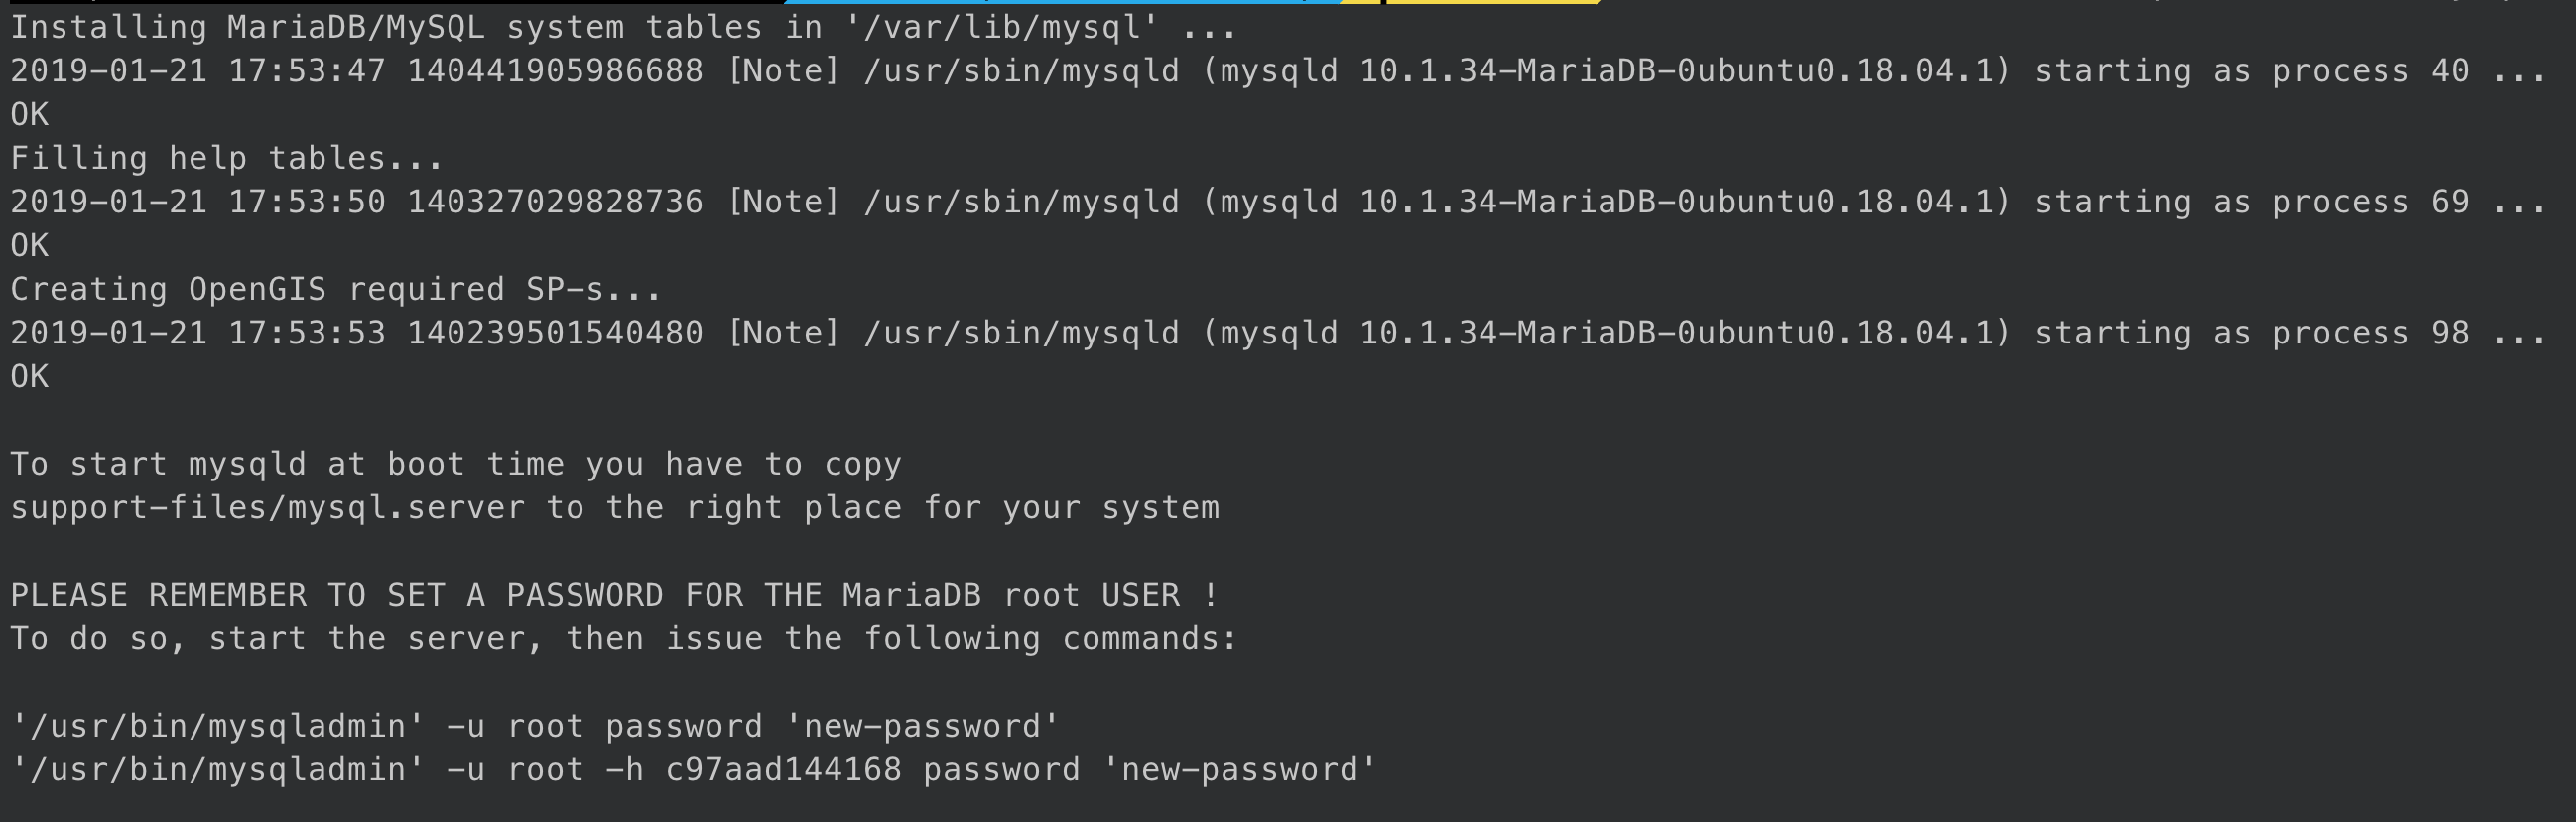 Installing MariaDB/MySQL system tables in '/var/lib/mysql' ...
2019-01-21 17:53:47 140441905986688 [Note] /usr/sbin/mysqld (mysqld 10.1.34-MariaDB-0ubuntu0.18.04.1) starting as process 40 ...
OK
Filling help tables...
2019-01-21 17:53:50 140327029828736 [Note] /usr/sbin/mysqld (mysqld 10.1.34-MariaDB-0ubuntu0.18.04.1) starting as process 69 ...
OK
Creating OpenGIS required SP-s...
2019-01-21 17:53:53 140239501540480 [Note] /usr/sbin/mysqld (mysqld 10.1.34-MariaDB-0ubuntu0.18.04.1) starting as process 98 ...
OK
To start mysqld at boot time you have to copy
support-files/mysql.server to the right place for your system
PLEASE REMEMBER TO SET A PASSWORD FOR THE MariaDB root USER !
To do so, start the server, then issue the following commands:
'/usr/bin/mysqladmin' -u root password 'new-password'
'/usr/bin/mysqladmin' -u root -h c97aad144168 password 'new-password'